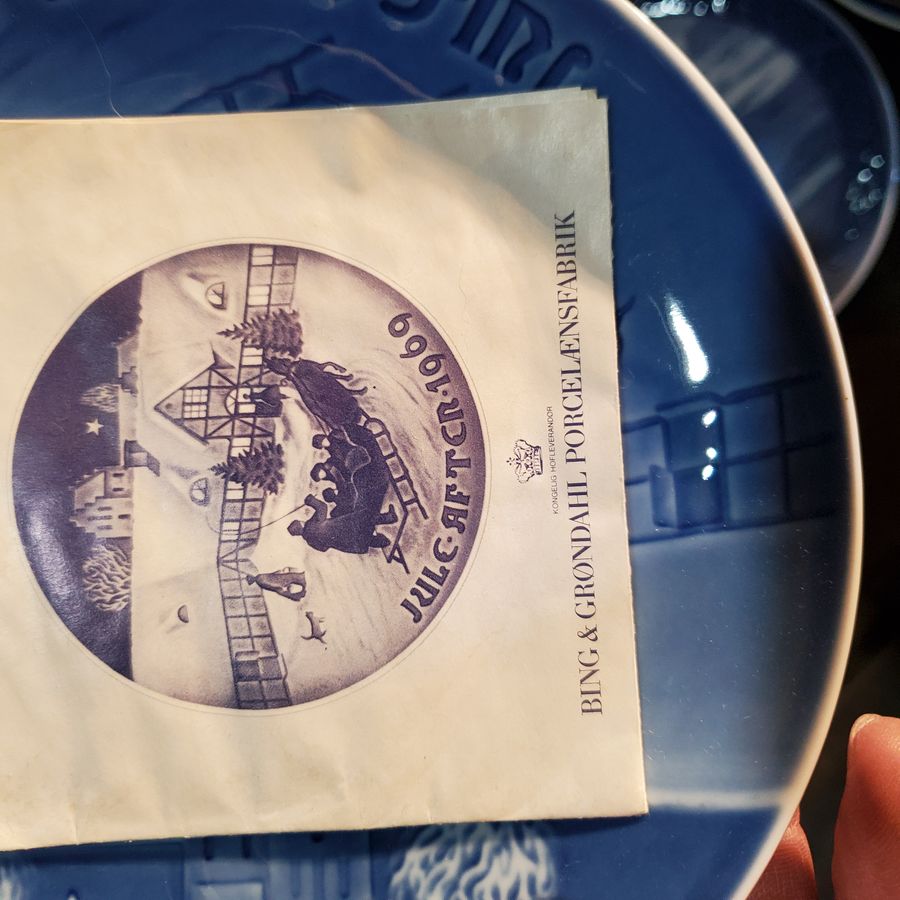 JULE·AFTEN·1969
KONGELIG HOFLEVERANDØR
BING & GRØNDAHL PORCELÆNSFABRIK